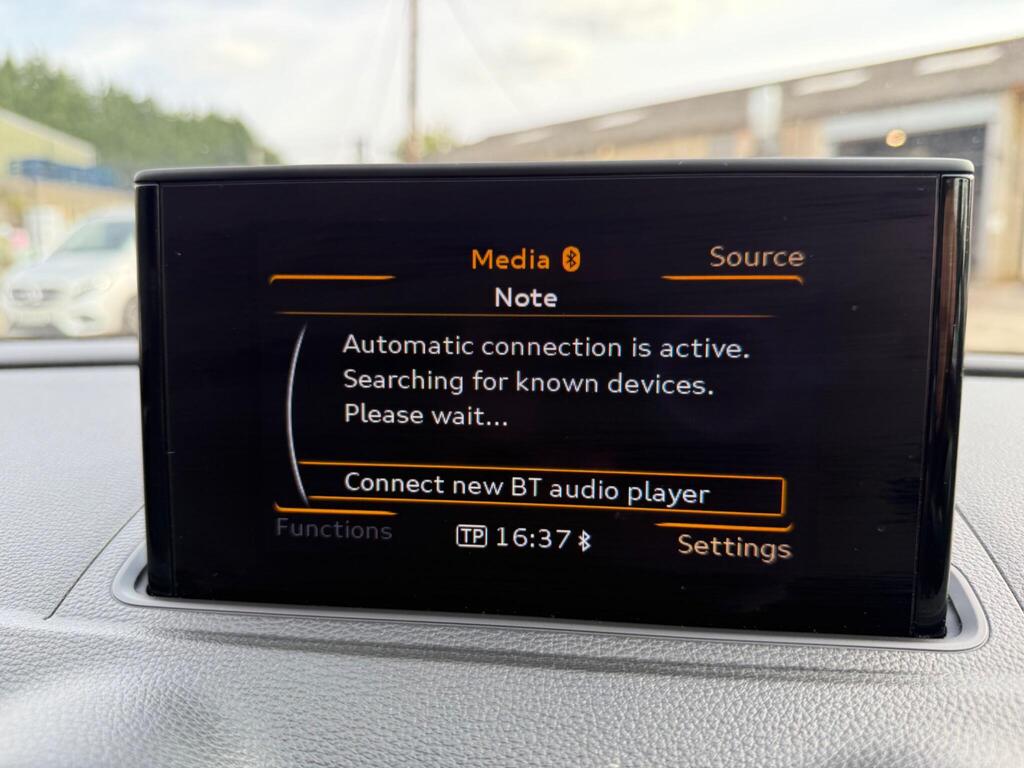 Media
Source
Note
Automatic connection is active.
Searching for known devices.
Please wait...
Connect new BT audio player
Functions
TP 16:37
Settings